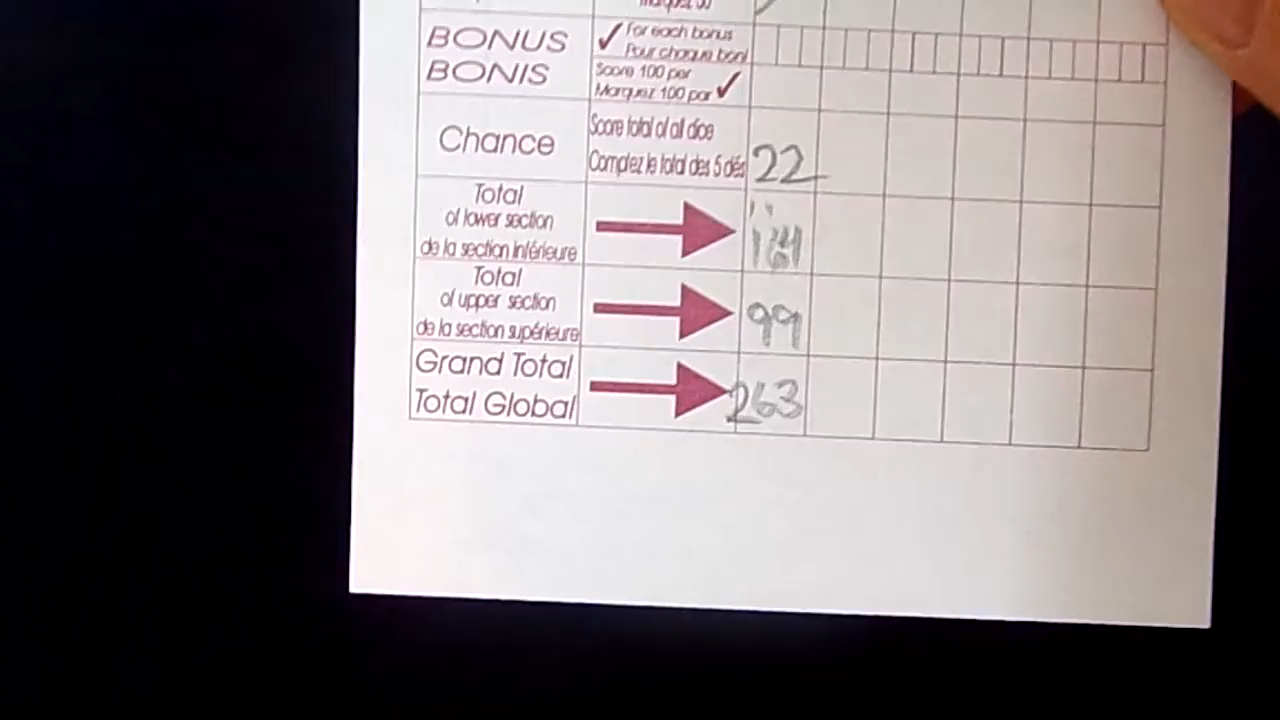 BONUS
BONIS
✓ For each bonus
Pour chaque boni
Score 100 per
Marquez 100 par ✓
Chance
Score total of all dice
Complez le total des 5 dés
22
Total
of lower section
de la section inférieure
164
Total
of upper section
de la section supérieure
99
Grand Total
Total Global
263